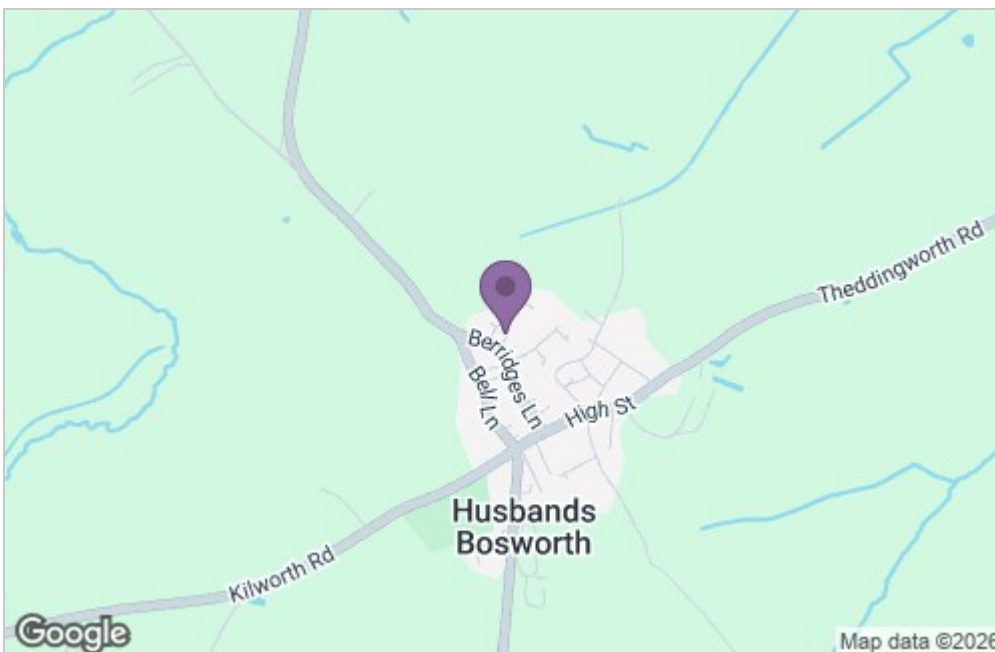 Theddingworth Rd
Berridges Ln
Bell Ln
High St
Husbands
Bosworth
Kilworth Rd
Google
Map data ©2026